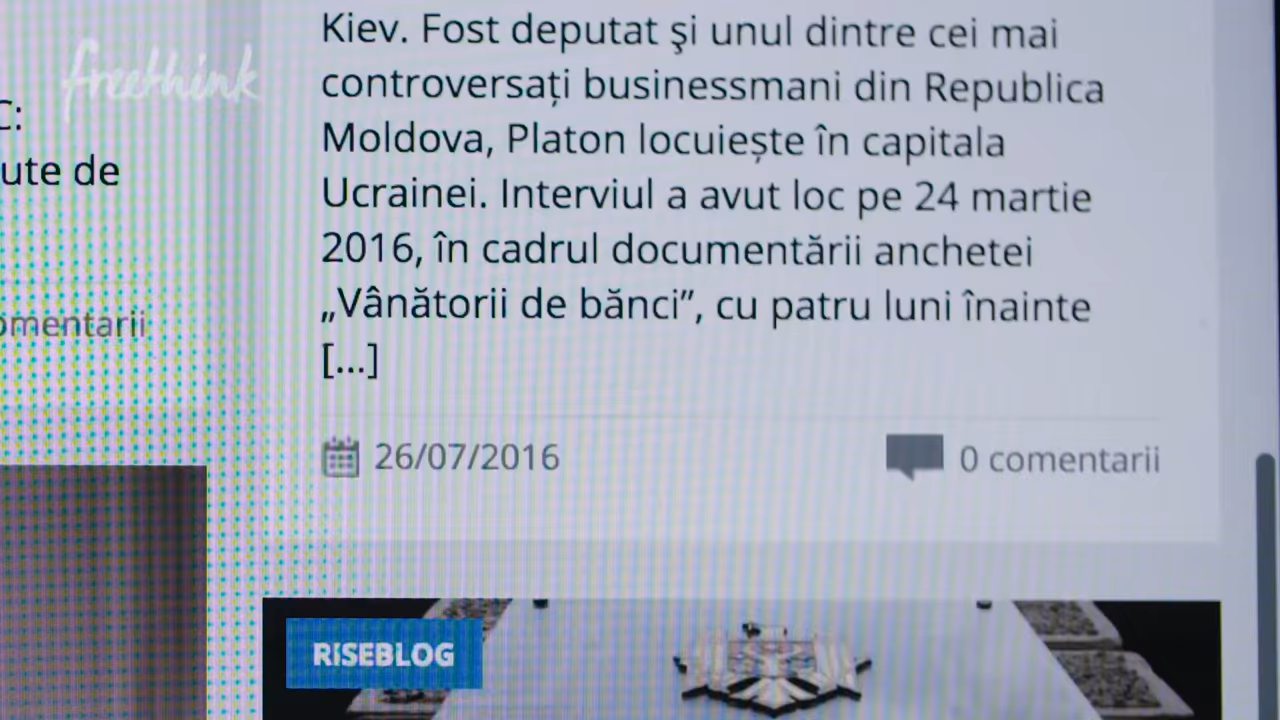 freethink
C:
ute de
omentarii
Kiev. Fost deputat şi unul dintre cei mai
controversați businessmani din Republica
Moldova, Platon locuiește în capitala
Ucrainei. Interviul a avut loc pe 24 martie
2016, în cadrul documentării anchetei
„Vânătorii de bănci”, cu patru luni înainte
[...]
26/07/2016
0 comentarii
RISEBLOG